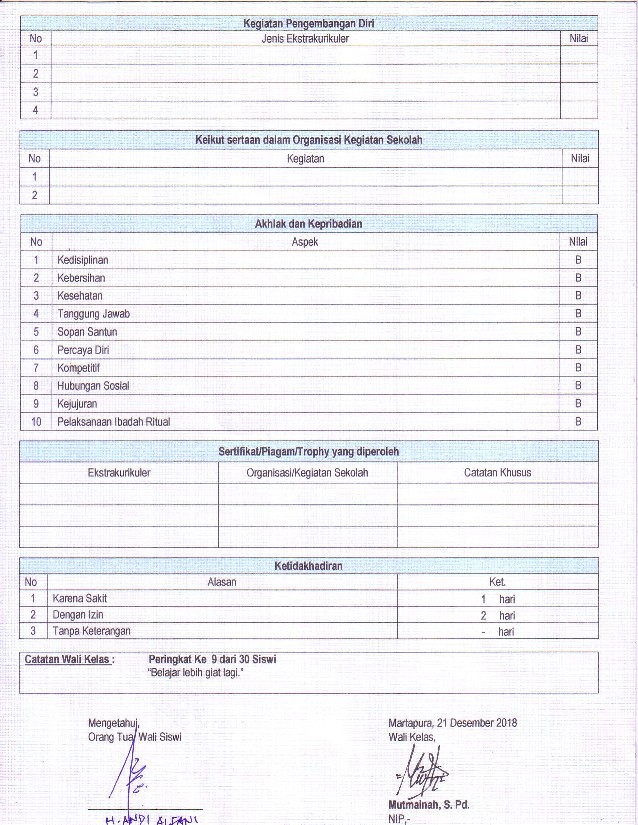 Kegiatan Pengembangan Diri
No Jenis Ekstrakurikuler Nilai
1
2
3
4
Keikut sertaan dalam Organisasi Kegiatan Sekolah
No Kegiatan Nilai
1
2
Akhlak dan Kepribadian
No Aspek Nilai
1 Kedisiplinan B
2 Kebersihan B
3 Kesehatan B
4 Tanggung Jawab B
5 Sopan Santun B
6 Percaya Diri B
7 Kompetitif B
8 Hubungan Sosial B
9 Kejujuran B
10 Pelaksanaan Ibadah Ritual B
Sertifikat/Piagam/Trophy yang diperoleh
Ekstrakurikuler Organisasi/Kegiatan Sekolah Catatan Khusus
Ketidakhadiran
No Alasan Ket.
1 Karena Sakit 1 hari
2 Dengan Izin 2 hari
3 Tanpa Keterangan - hari
Catatan Wali Kelas : Peringkat Ke 9 dari 30 Siswi
"Belajar lebih giat lagi."
Mengetahui,
Orang Tua/ Wali Siswi
H. ANDI ALFANI
Martapura, 21 Desember 2018
Wali Kelas,
Mutmainah, S. Pd.
NIP,-